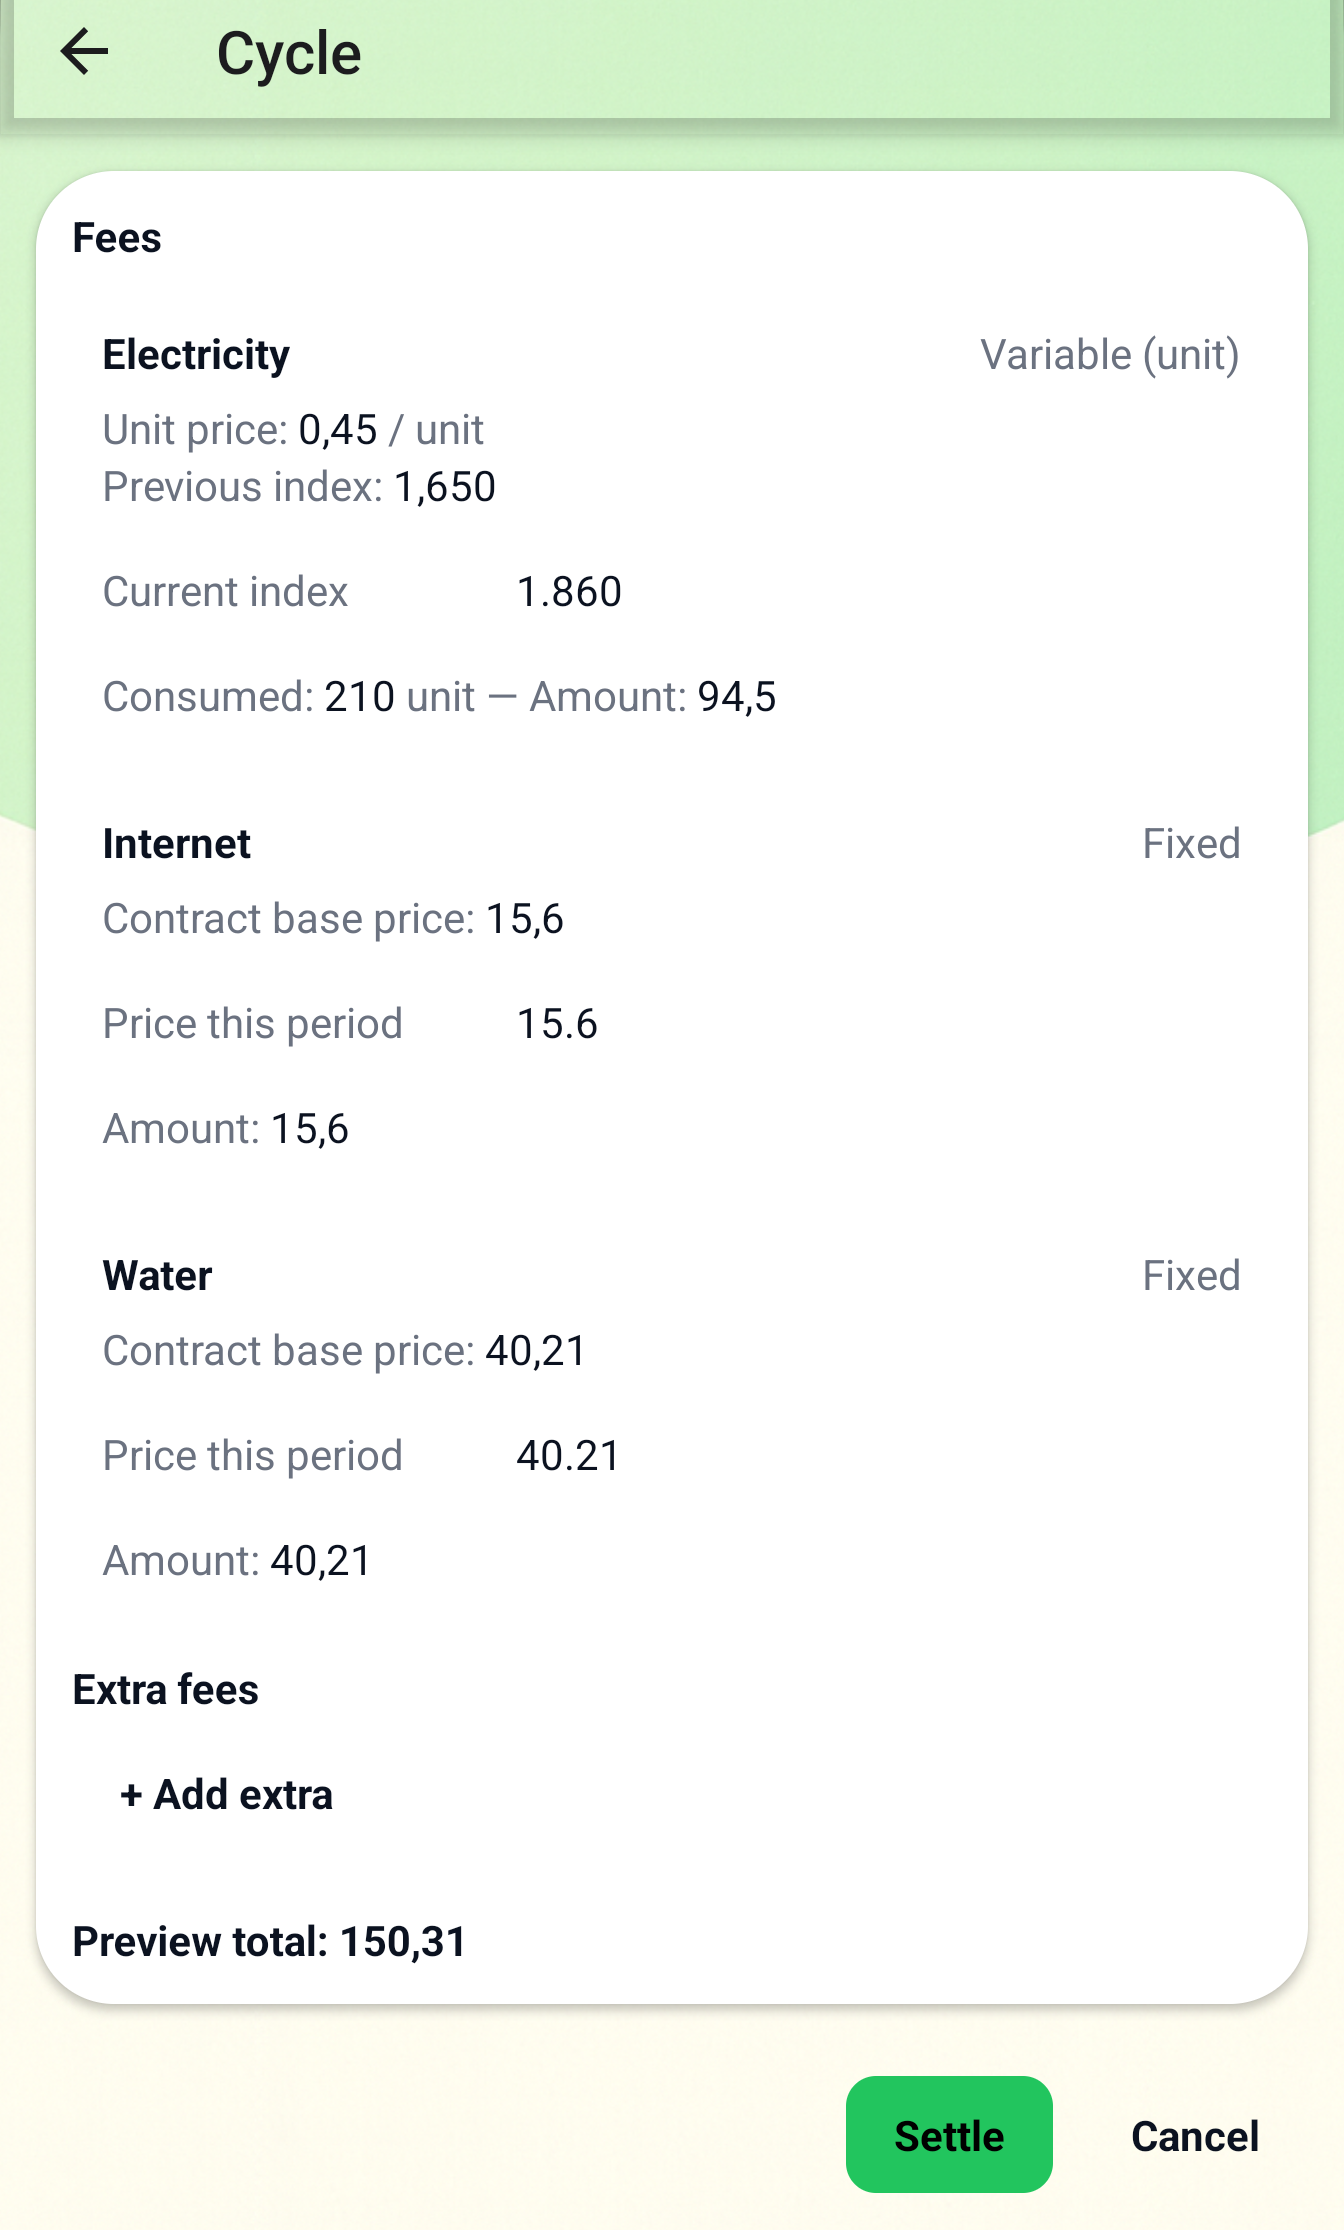 Cycle
Fees
Electricity Variable (unit)
Unit price: 0,45 / unit
Previous index: 1,650
Current index 1.860
Consumed: 210 unit — Amount: 94,5
Internet Fixed
Contract base price: 15,6
Price this period 15.6
Amount: 15,6
Water Fixed
Contract base price: 40,21
Price this period 40.21
Amount: 40,21
Extra fees
+ Add extra
Preview total: 150,31
Settle Cancel